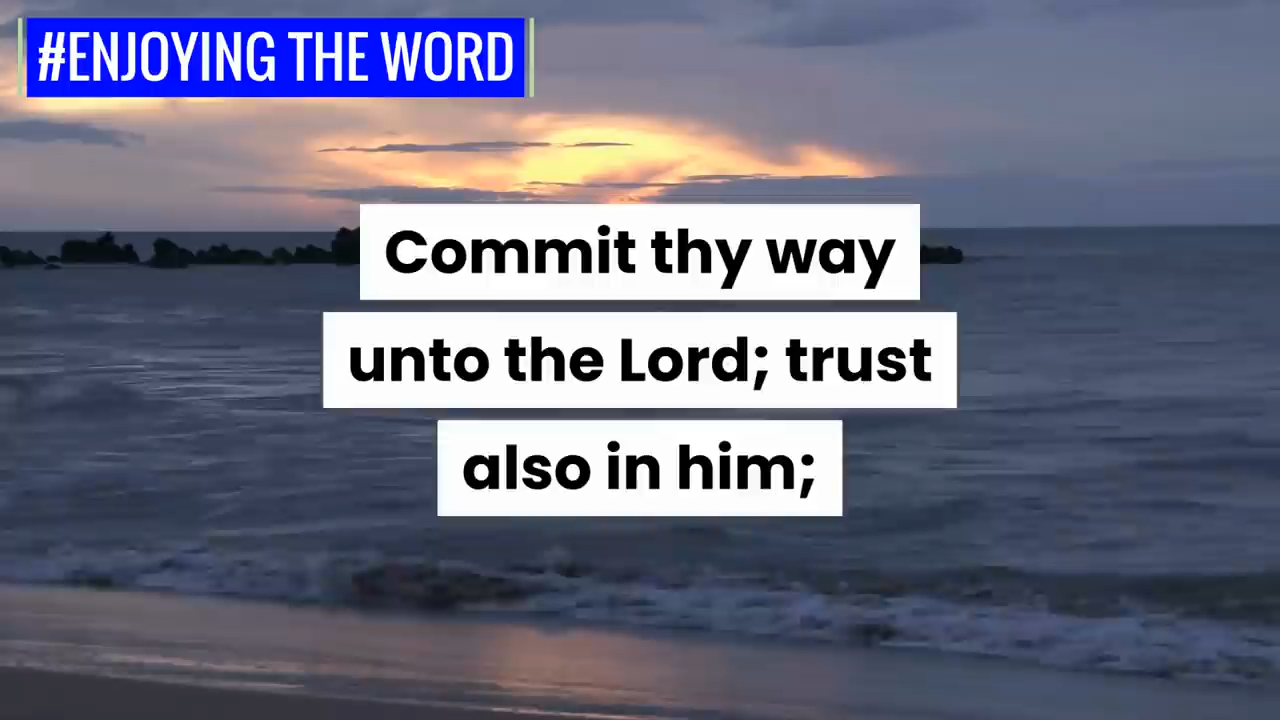 #ENJOYING THE WORD
Commit thy way
unto the Lord; trust
also in him;